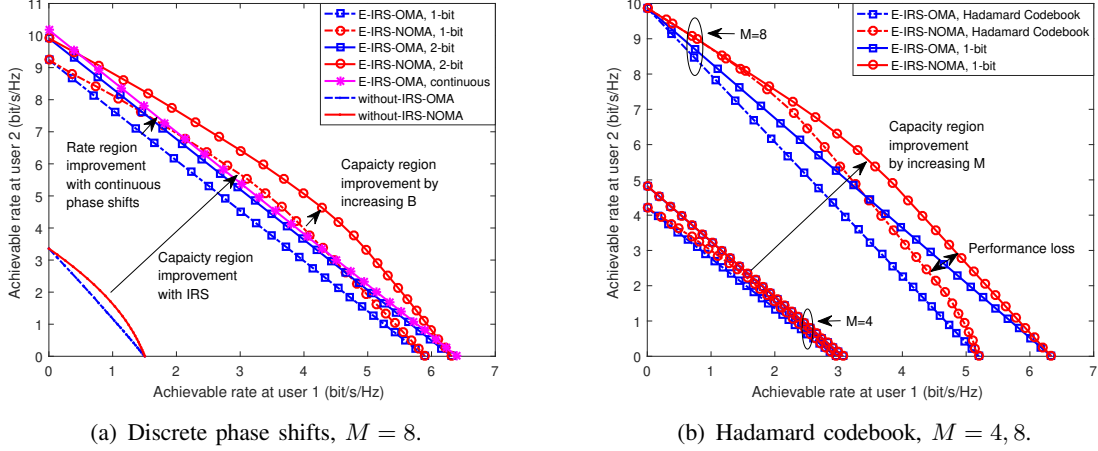 11
10
9
8
7
6
5
4
3
2
1
0
Achievable rate at user 2 (bit/s/Hz)
E-IRS-OMA, 1-bit
E-IRS-NOMA, 1-bit
E-IRS-OMA, 2-bit
E-IRS-NOMA, 2-bit
E-IRS-OMA, continuous
without-IRS-OMA
without-IRS-NOMA
Rate region
improvement
with continuous
phase shifts
Capaicty region
improvement by
increasing B
Capaicty region
improvement
with IRS
0 1 2 3 4 5 6 7
Achievable rate at user 1 (bit/s/Hz)
(a) Discrete phase shifts, M = 8.
10
9
8
7
6
5
4
3
2
1
0
Achievable rate at user 2 (bit/s/Hz)
E-IRS-OMA, Hadamard Codebook
E-IRS-NOMA, Hadamard Codebook
E-IRS-OMA, 1-bit
E-IRS-NOMA, 1-bit
M=8
Capacity region
improvement
by increasing M
Performance loss
M=4
0 1 2 3 4 5 6 7
Achievable rate at user 1 (bit/s/Hz)
(b) Hadamard codebook, M = 4, 8.